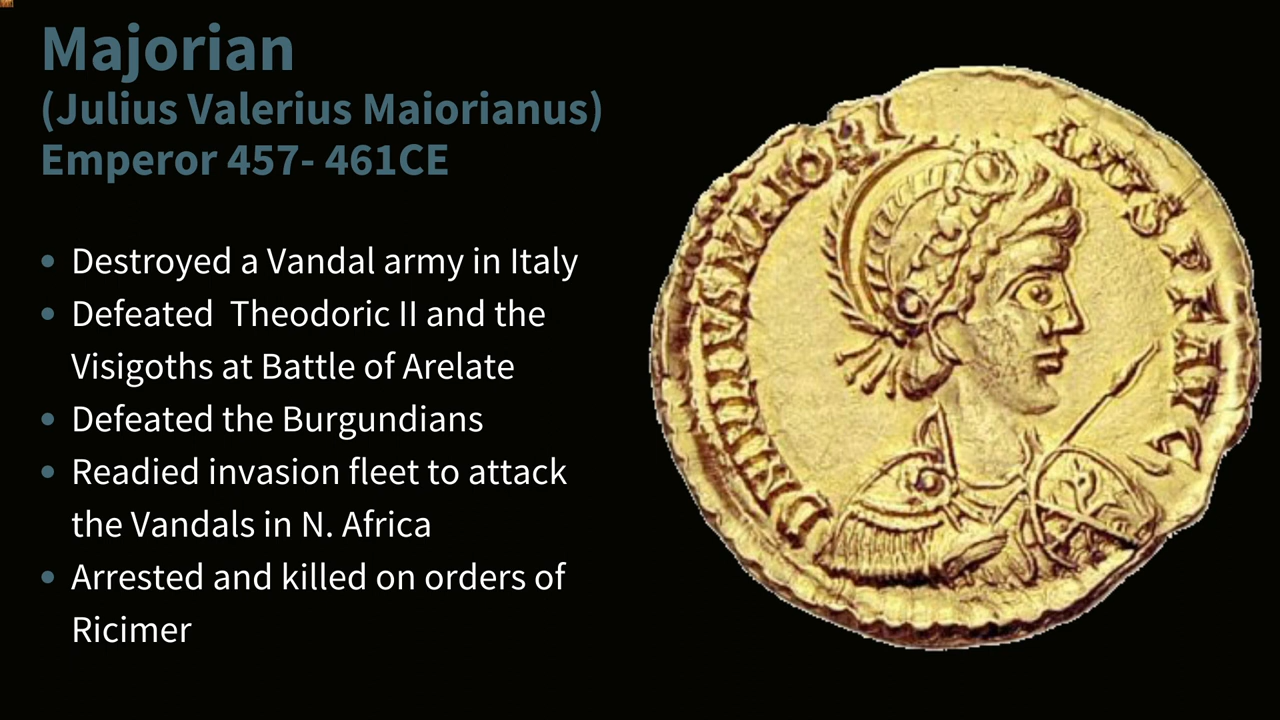 Majorian
(Julius Valerius Maiorianus)
Emperor 457- 461CE
• Destroyed a Vandal army in Italy
• Defeated  Theodoric II and the
Visigoths at Battle of Arelate
• Defeated the Burgundians
• Readied invasion fleet to attack
the Vandals in N. Africa
• Arrested and killed on orders of
Ricimer